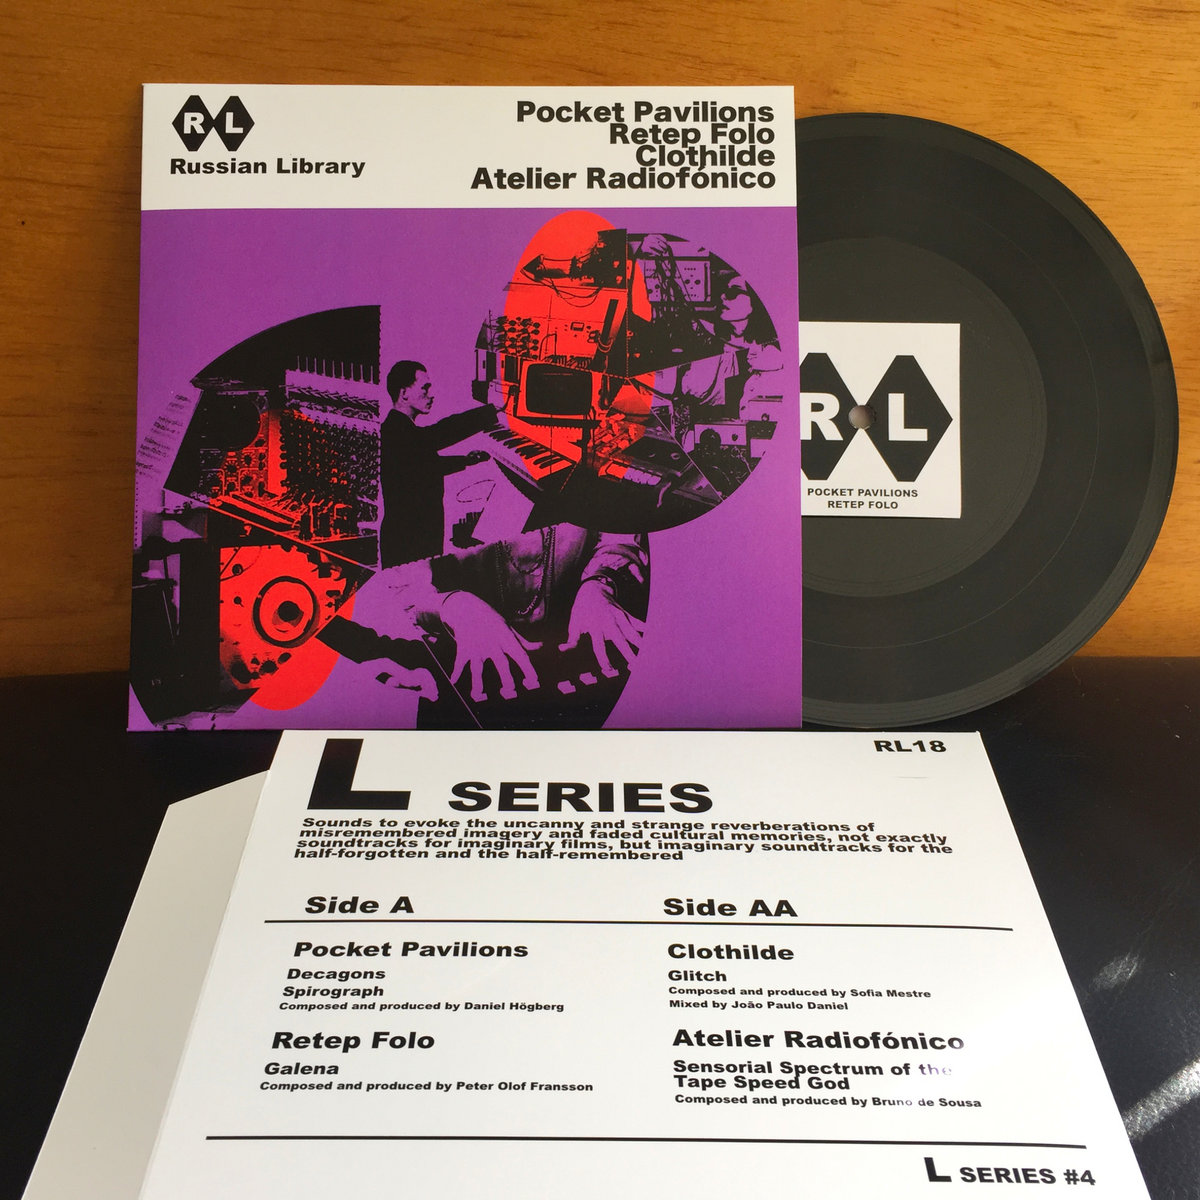 RL
Russian Library
Pocket Pavilions
Retep Folo
Clothilde
Atelier Radiofónico
RL
POCKET PAVILIONS
RETEP FOLO
RL18
L SERIES
Sounds to evoke the uncanny and strange reverberations of
misremembered imagery and faded cultural memories, not exactly
soundtracks for imaginary films, but imaginary soundtracks for the
half-forgotten and the half-remembered
Side A
Pocket Pavilions
Decagons
Spirograph
Composed and produced by Daniel Högberg
Retep Folo
Galena
Composed and produced by Peter Olof Fransson
Side AA
Clothilde
Glitch
Composed and produced by Sofia Mestre
Mixed by João Paulo Daniel
Atelier Radiofónico
Sensorial Spectrum of the
Tape Speed God
Composed and produced by Bruno de Sousa
L SERIES #4